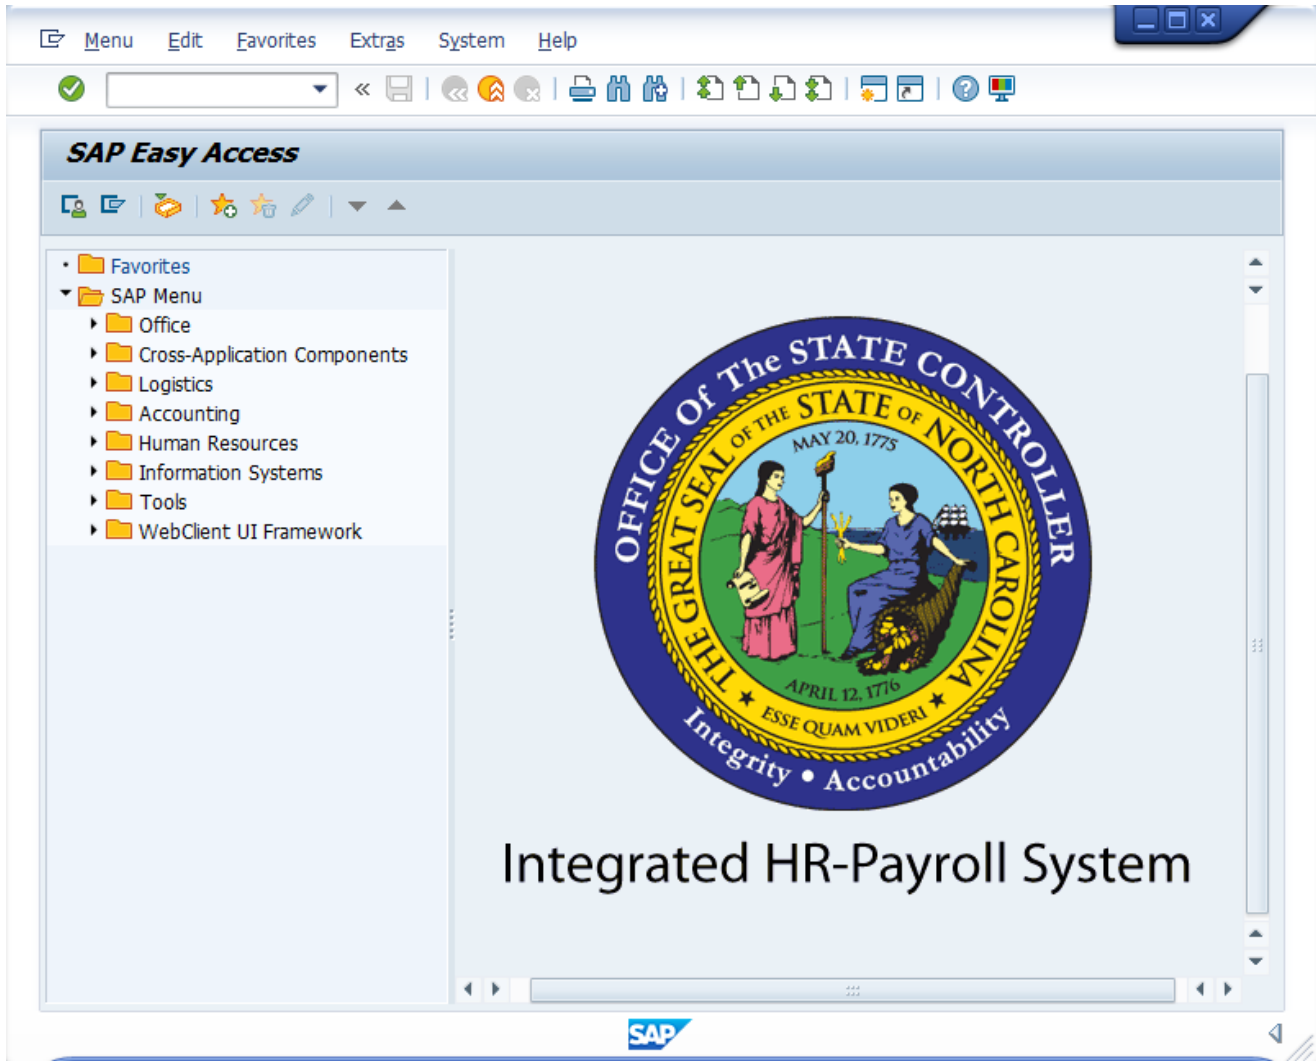 Menu Edit Favorites Extras System Help
SAP Easy Access
Favorites
SAP Menu
Office
Cross-Application Components
Logistics
Accounting
Human Resources
Information Systems
Tools
WebClient UI Framework
OFFICE Of The STATE CONTROLLER
THE GREAT SEAL OF THE STATE OF NORTH CAROLINA
MAY 20, 1775
APRIL 12, 1776
ESSE QUAM VIDERI
Integrity • Accountability
Integrated HR-Payroll System
SAP